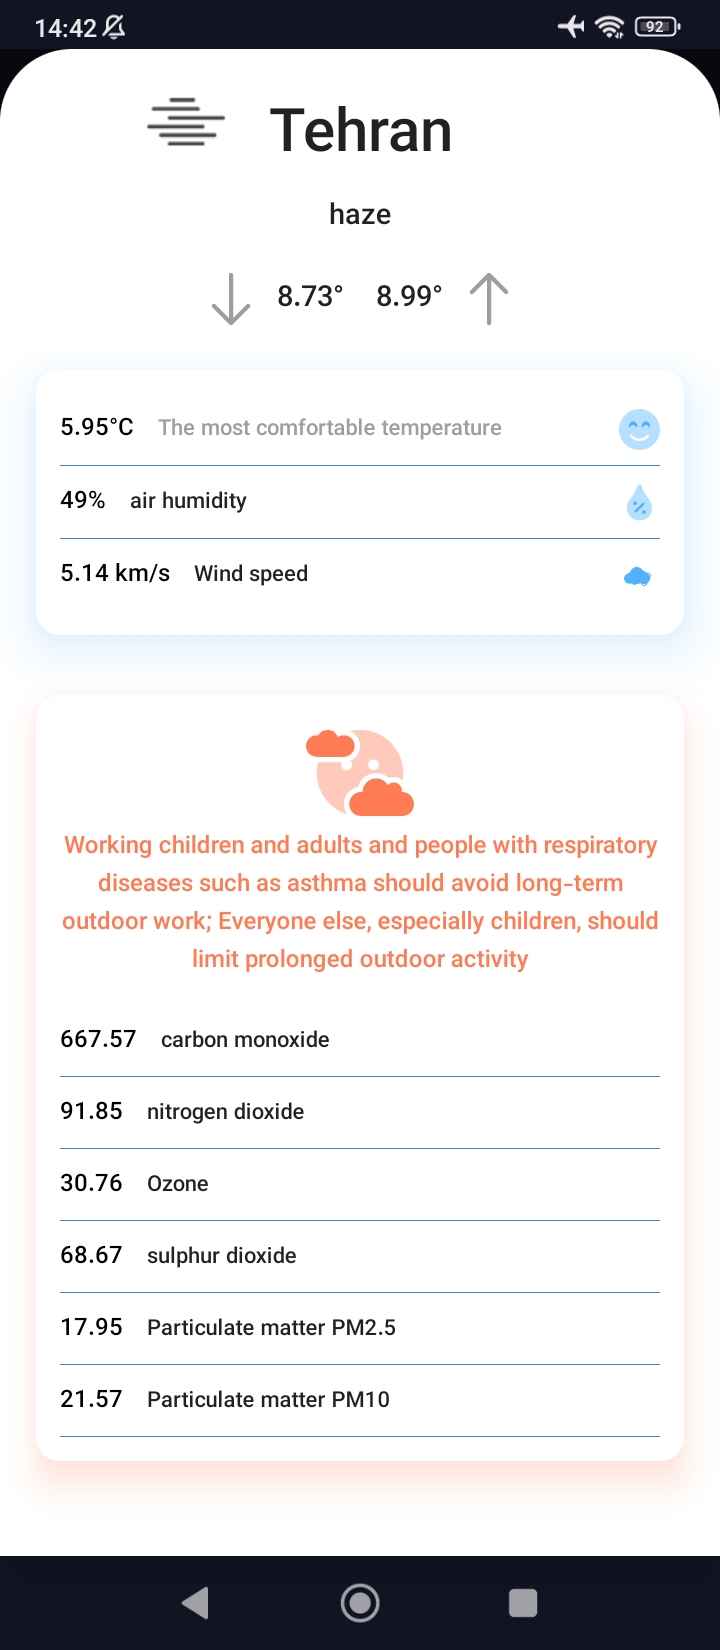 14:42
92
Tehran
haze
8.73° 8.99°
5.95°C The most comfortable temperature
49% air humidity
5.14 km/s Wind speed
Working children and adults and people with respiratory
diseases such as asthma should avoid long-term
outdoor work; Everyone else, especially children, should
limit prolonged outdoor activity
667.57 carbon monoxide
91.85 nitrogen dioxide
30.76 Ozone
68.67 sulphur dioxide
17.95 Particulate matter PM2.5
21.57 Particulate matter PM10